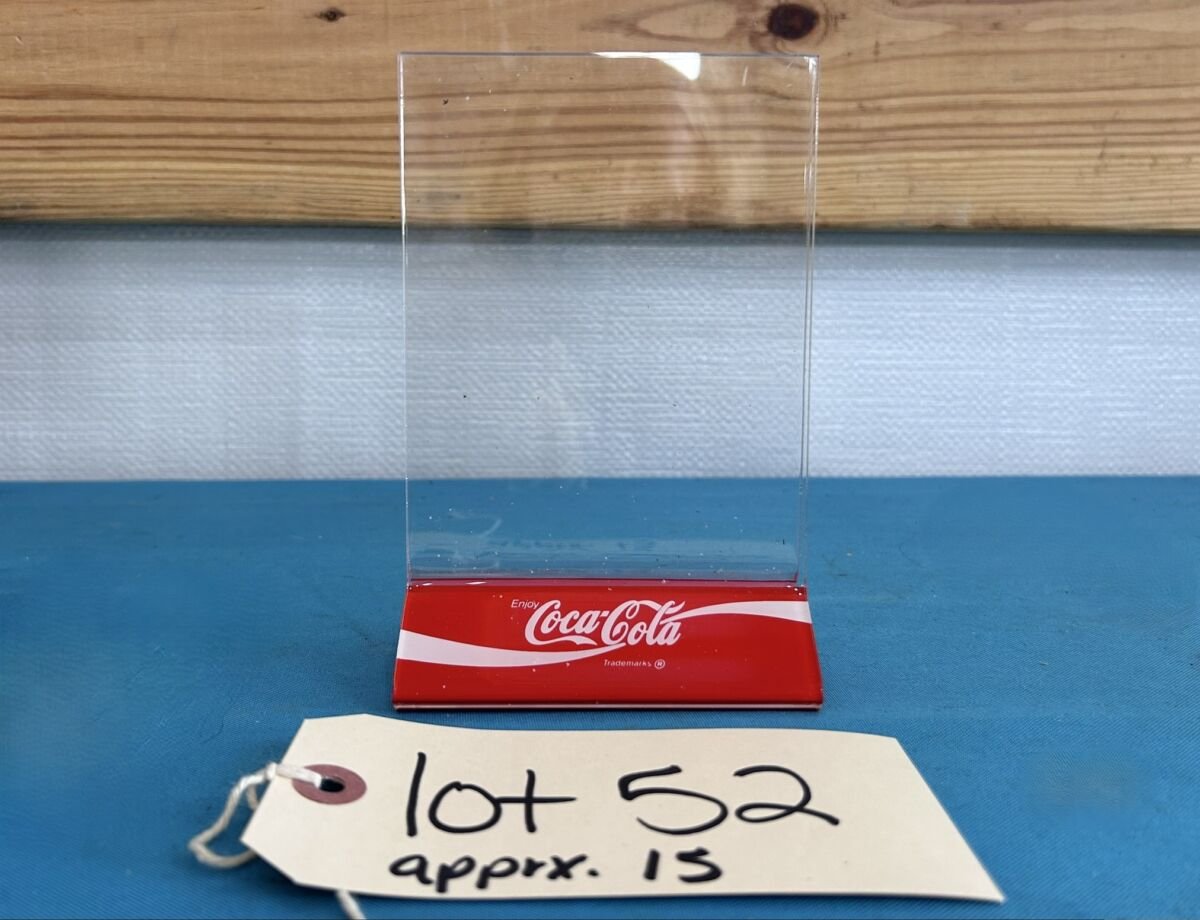 Enjoy
Coca-Cola
Trademarks ®
lot 52
apprx. 15